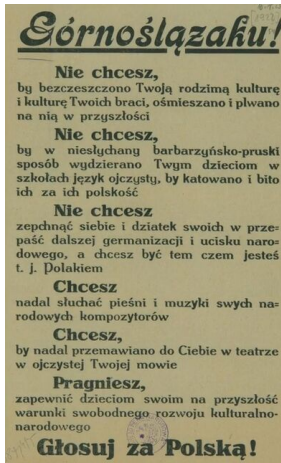 Górnoślązaku!
Nie chcesz,
by bezczeszczono Twoją rodzimą kulturę
i kulturę Twoich braci, ośmieszano i plwano
na nią w przyszłości
Nie chcesz,
by w niesłychany barbarzyńsko-pruski
sposób wydzierano Twym dzieciom w
szkołach język ojczysty, by katowano i bito
ich za ich polskość
Nie chcesz
zepchnąć siebie i dziatek swoich w prze-
paść dalszej germanizacji i ucisku naro-
dowego, a chcesz być tem czem jesteś
t. j. Polakiem
Chcesz
nadal słuchać pieśni i muzyki swych na-
rodowych kompozytorów
Chcesz,
by nadal przemawiano do Ciebie w teatrze
w ojczystej Twojej mowie
Pragniesz,
zapewnić dzieciom swoim na przyszłość
warunki swobodnego rozwoju kulturalno-
narodowego
Głosuj za Polską!